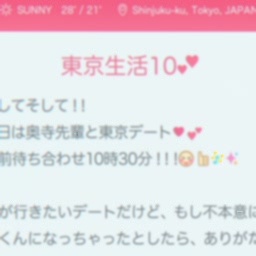 SUNNY 28°/21° Shinjuku-ku, Tokyo, JAPAN
東京生活10💕
してそして!!
日は奥寺先輩と東京デート♥💕
前待ち合わせ10時30分!!!
が行きたいデートだけど、もし不本意に
くんになっちゃったとしたら、ありがた